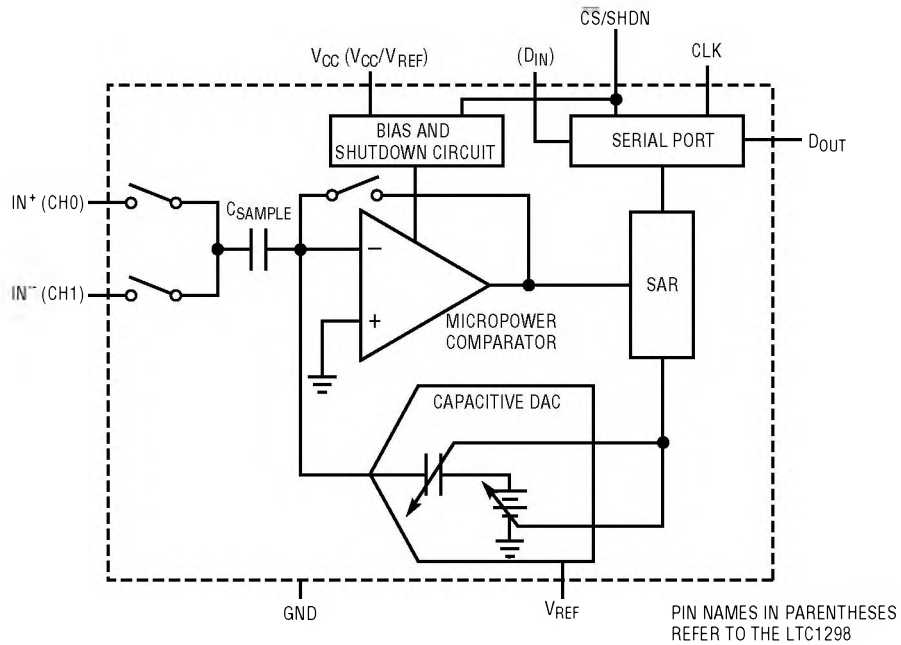 C̅S̅/SHDN
VCC (VCC/VREF)
(DIN)
CLK
BIAS AND
SHUTDOWN CIRCUIT
SERIAL PORT
DOUT
IN+ (CH0)
CSAMPLE
–
IN– (CH1)
SAR
+
MICROPOWER
COMPARATOR
CAPACITIVE DAC
GND
VREF
PIN NAMES IN PARENTHESES
REFER TO THE LTC1298